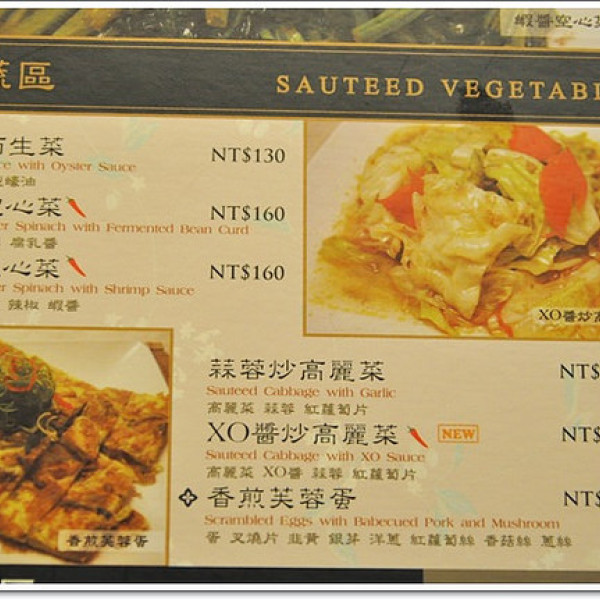 蝦醬空心菜
蔬區
SAUTEED VEGETABL
生菜
NT$130
with Oyster Sauce
蠔油
心菜
NT$160
Spinach with Fermented Bean Curd
腐乳醬
心菜
NT$160
Spinach with Shrimp Sauce
辣椒 蝦醬
XO醬炒高
蒜蓉炒高麗菜
NT$
Sauteed Cabbage with Garlic
高麗菜 蒜蓉 紅蘿蔔片
XO醬炒高麗菜 NEW
NT$
Sauteed Cabbage with XO Sauce
高麗菜 XO醬 蒜蓉 紅蘿蔔片
香煎芙蓉蛋
NT$
Scrambled Eggs with Babecued Pork and Mushroom
蛋 叉燒片 韭黃 銀芽 洋蔥 紅蘿蔔絲 香菇絲 蔥絲
香煎芙蓉蛋